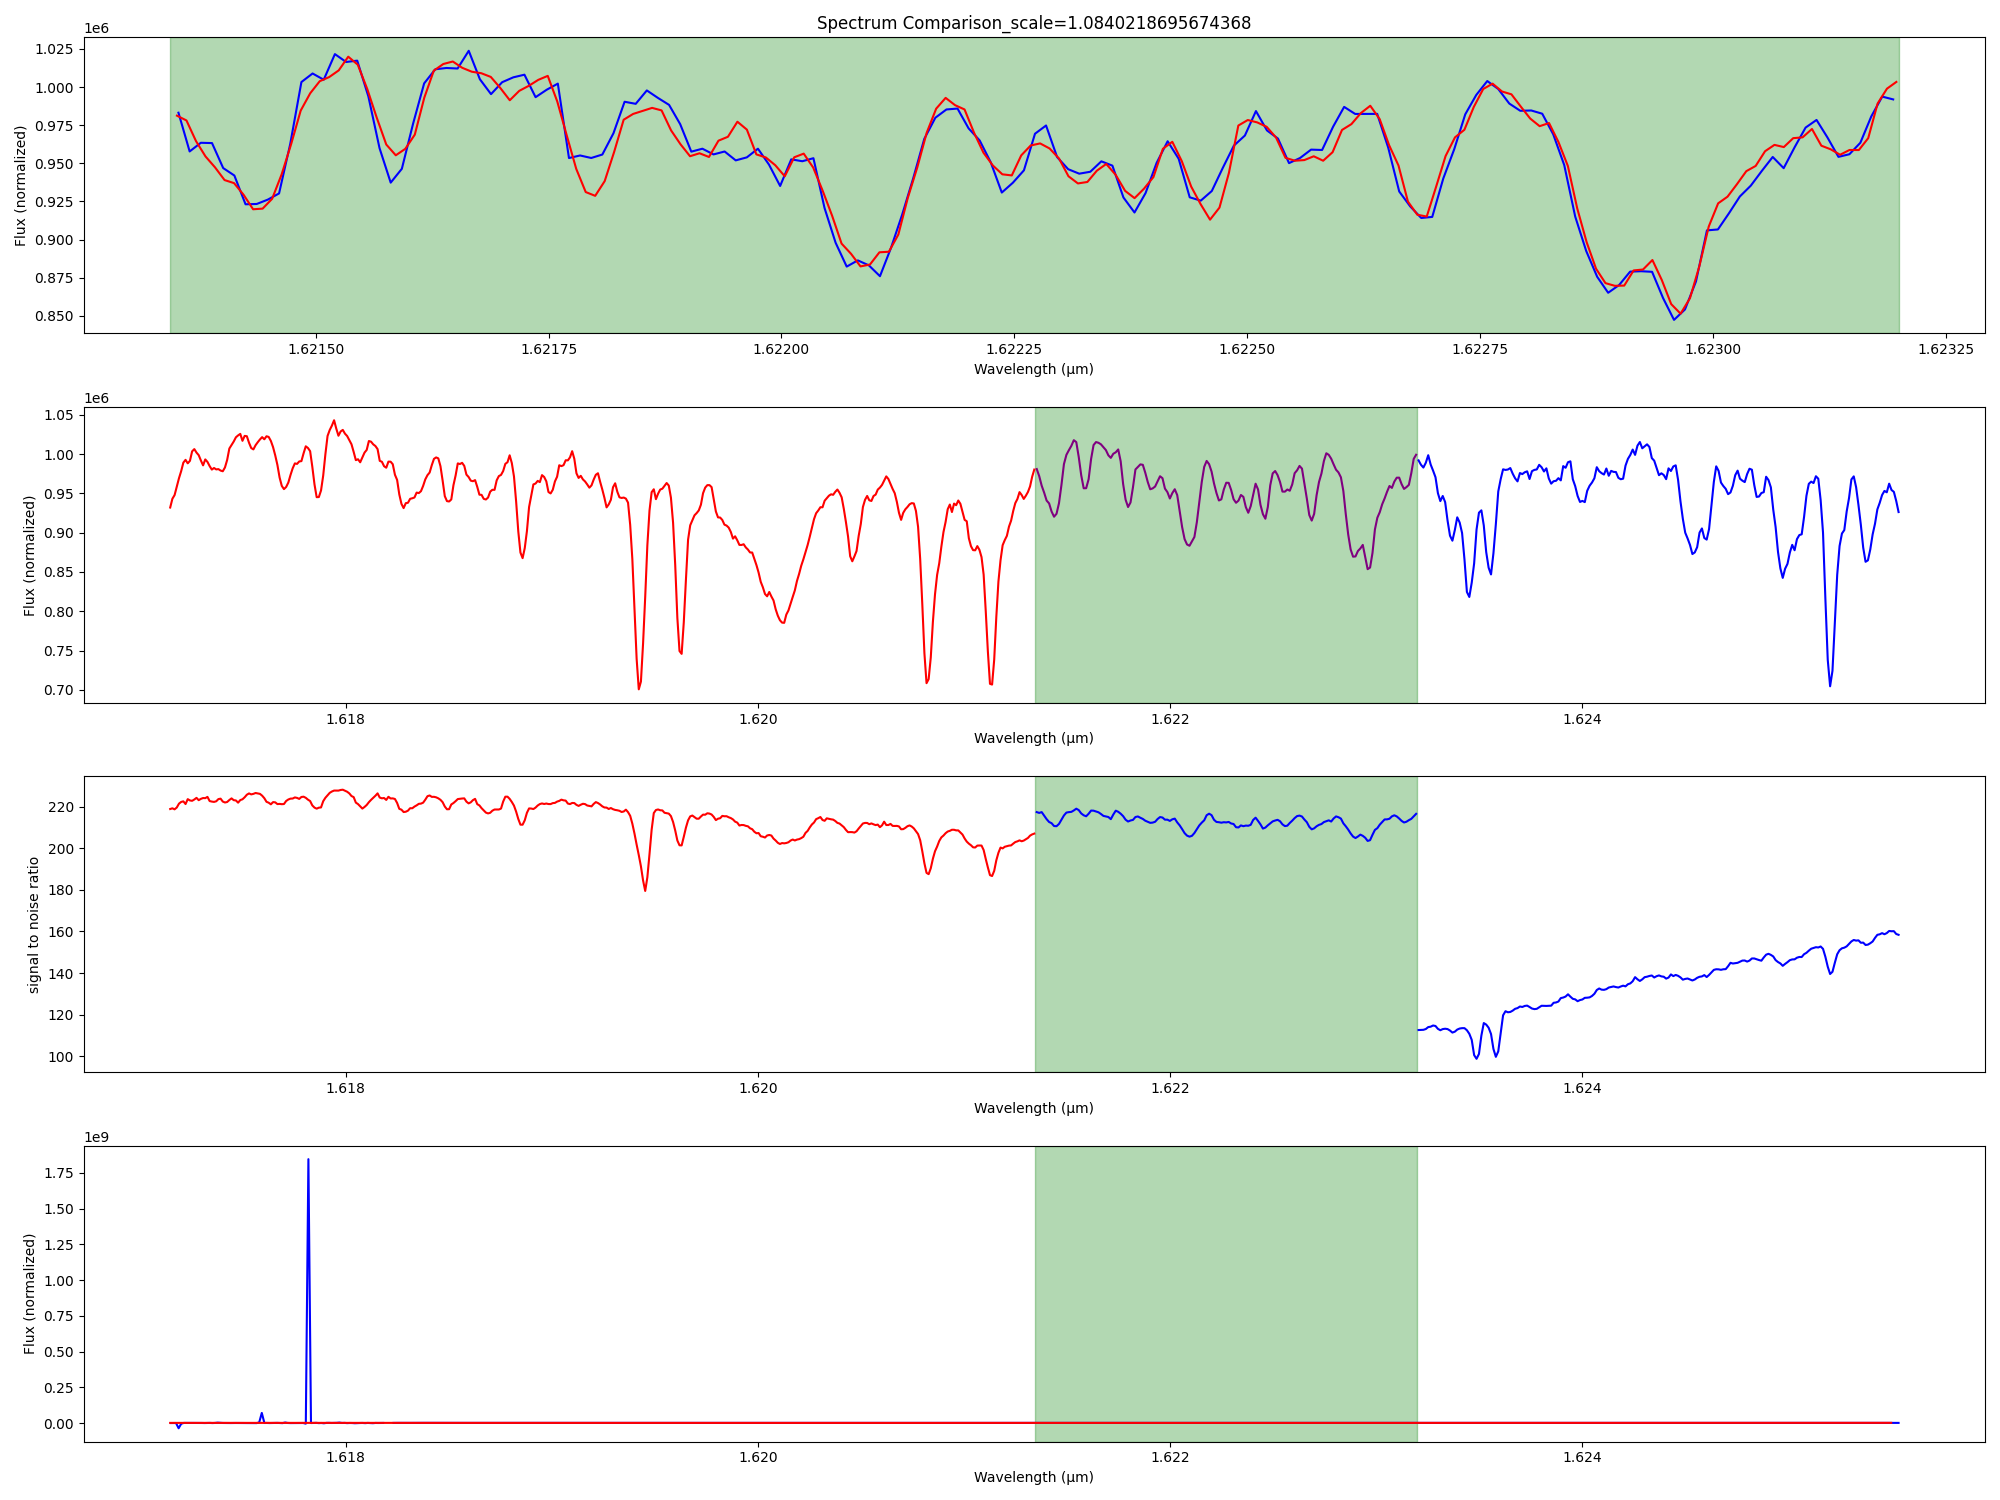 Spectrum Comparison_scale=1.0840218695674368
1e6
Flux (normalized)
1.025
1.000
0.975
0.950
0.925
0.900
0.875
0.850
1.62150 1.62175 1.62200 1.62225 1.62250 1.62275 1.62300 1.62325
Wavelength (μm)
1e6
Flux (normalized)
1.05
1.00
0.95
0.90
0.85
0.80
0.75
0.70
1.618 1.620 1.622 1.624
Wavelength (μm)
signal to noise ratio
220
200
180
160
140
120
100
1.618 1.620 1.622 1.624
Wavelength (μm)
1e9
Flux (normalized)
1.75
1.50
1.25
1.00
0.75
0.50
0.25
0.00
1.618 1.620 1.622 1.624
Wavelength (μm)